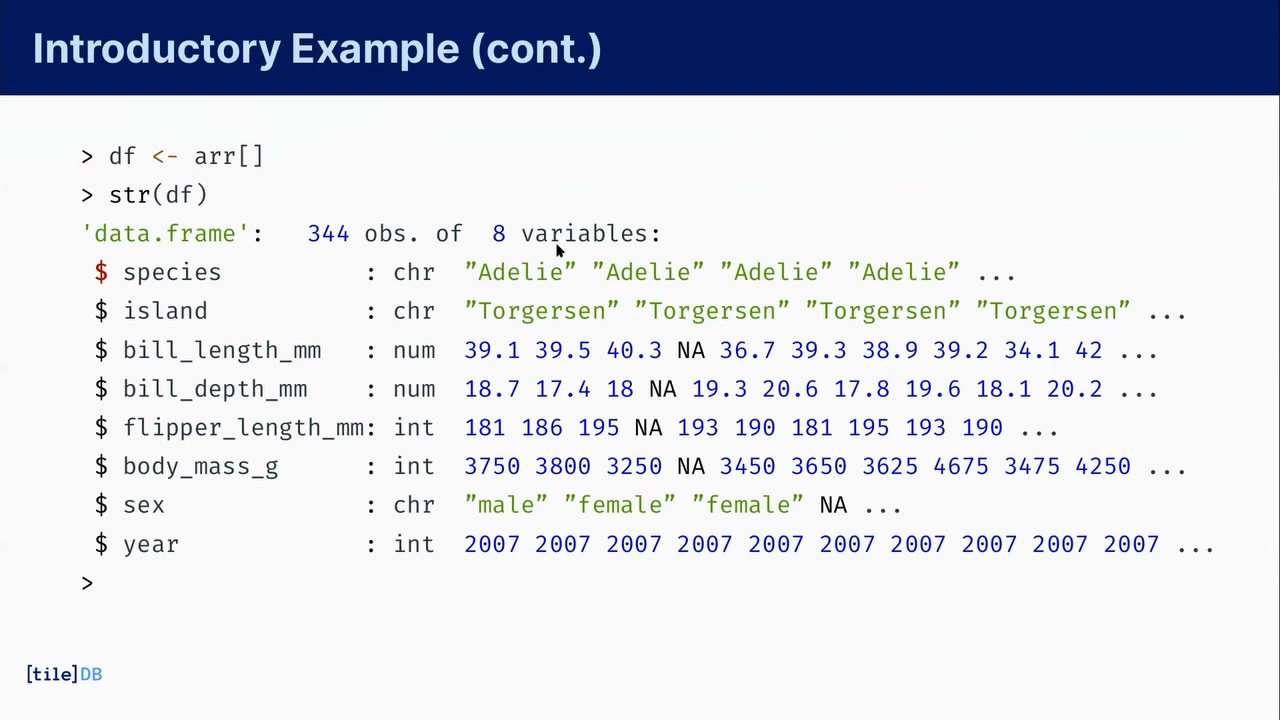 Introductory Example (cont.)
> df <- arr[]
> str(df)
'data.frame':   344 obs. of  8 variables:
 $ species          : chr  ”Adelie” ”Adelie” ”Adelie” ”Adelie” ...
 $ island           : chr  ”Torgersen” ”Torgersen” ”Torgersen” ”Torgersen” ...
 $ bill_length_mm   : num  39.1 39.5 40.3 NA 36.7 39.3 38.9 39.2 34.1 42 ...
 $ bill_depth_mm    : num  18.7 17.4 18 NA 19.3 20.6 17.8 19.6 18.1 20.2 ...
 $ flipper_length_mm: int  181 186 195 NA 193 190 181 195 193 190 ...
 $ body_mass_g      : int  3750 3800 3250 NA 3450 3650 3625 4675 3475 4250 ...
 $ sex              : chr  ”male” ”female” ”female” NA ...
 $ year             : int  2007 2007 2007 2007 2007 2007 2007 2007 2007 2007 ...
>
[tile]DB